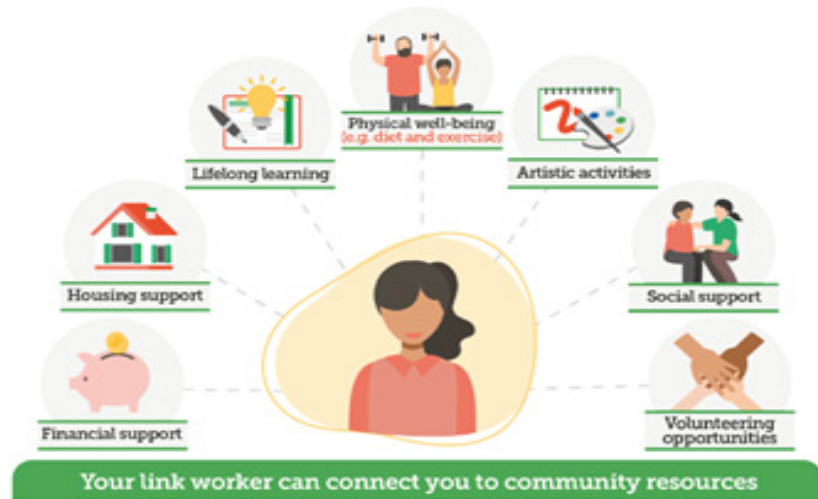 Physical well-being
(e.g. diet and exercise)
Lifelong learning
Artistic activities
Housing support
Social support
Financial support
Volunteering
opportunities
Your link worker can connect you to community resources